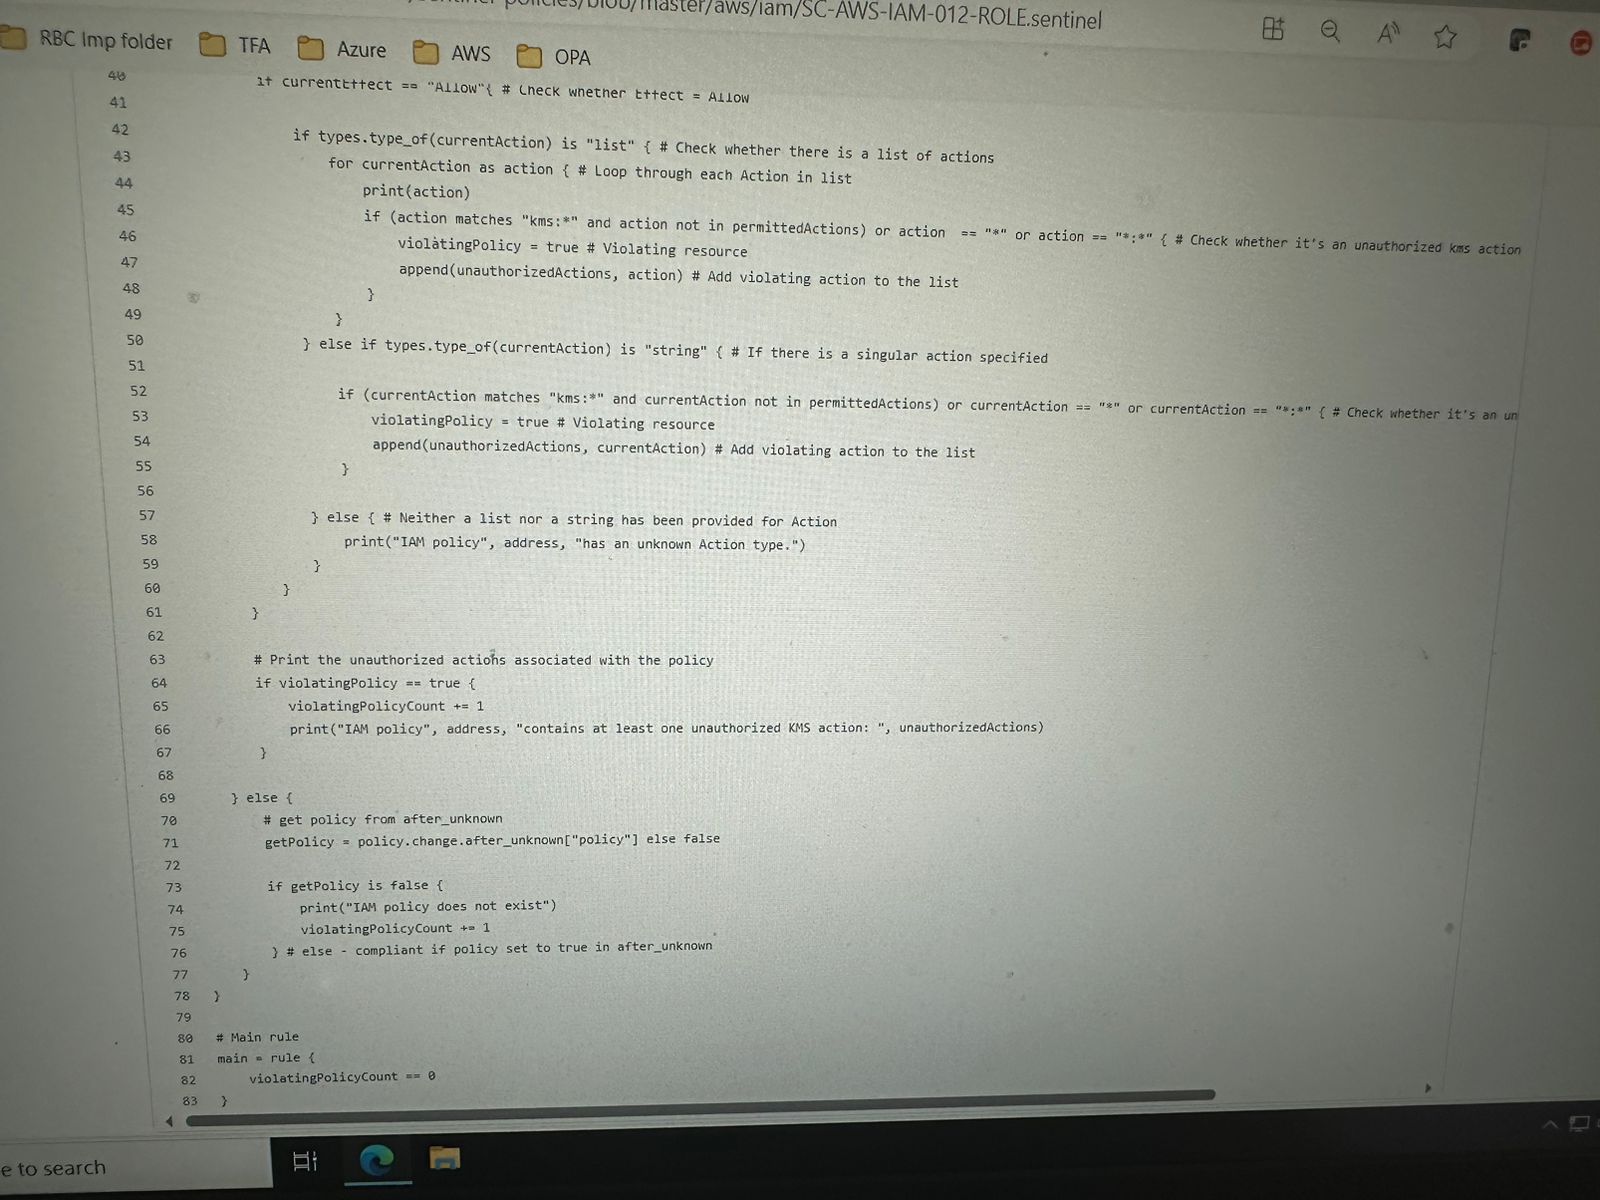 policies/blob/master/aws/iam/SC-AWS-IAM-012-ROLE.sentinel
RBC Imp folder TFA Azure AWS OPA
40 if currentEffect == "Allow"{ # Check whether Effect = Allow
41
42 if types.type_of(currentAction) is "list" { # Check whether there is a list of actions
43 for currentAction as action { # Loop through each Action in list
44 print(action)
45 if (action matches "kms:*" and action not in permittedActions) or action == "*" or action == "*:*" { # Check whether it's an unauthorized kms action
46 violatingPolicy = true # Violating resource
47 append(unauthorizedActions, action) # Add violating action to the list
48 }
49 }
50 } else if types.type_of(currentAction) is "string" { # If there is a singular action specified
51
52 if (currentAction matches "kms:*" and currentAction not in permittedActions) or currentAction == "*" or currentAction == "*:*" { # Check whether it's an un
53 violatingPolicy = true # Violating resource
54 append(unauthorizedActions, currentAction) # Add violating action to the list
55 }
56
57 } else { # Neither a list nor a string has been provided for Action
58 print("IAM policy", address, "has an unknown Action type.")
59 }
60 }
61 }
62
63 # Print the unauthorized actions associated with the policy
64 if violatingPolicy == true {
65 violatingPolicyCount += 1
66 print("IAM policy", address, "contains at least one unauthorized KMS action: ", unauthorizedActions)
67 }
68
69 } else {
70 # get policy from after_unknown
71 getPolicy = policy.change.after_unknown["policy"] else false
72
73 if getPolicy is false {
74 print("IAM policy does not exist")
75 violatingPolicyCount += 1
76 } # else - compliant if policy set to true in after_unknown
77 }
78 }
79
80 # Main rule
81 main = rule {
82 violatingPolicyCount == 0
83 }
e to search